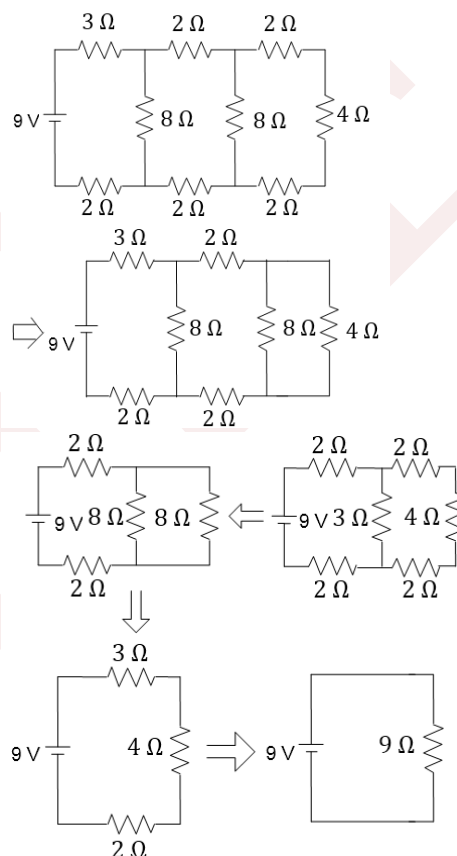 3 Ω 2 Ω 2 Ω
9 V 8 Ω 8 Ω 4 Ω
2 Ω 2 Ω 2 Ω
3 Ω 2 Ω
9 V 8 Ω 8 Ω 4 Ω
2 Ω 2 Ω
2 Ω
9 V 8 Ω 8 Ω
2 Ω
2 Ω 2 Ω
9 V 3 Ω 4 Ω
2 Ω 2 Ω
3 Ω
9 V 4 Ω
2 Ω
9 V 9 Ω